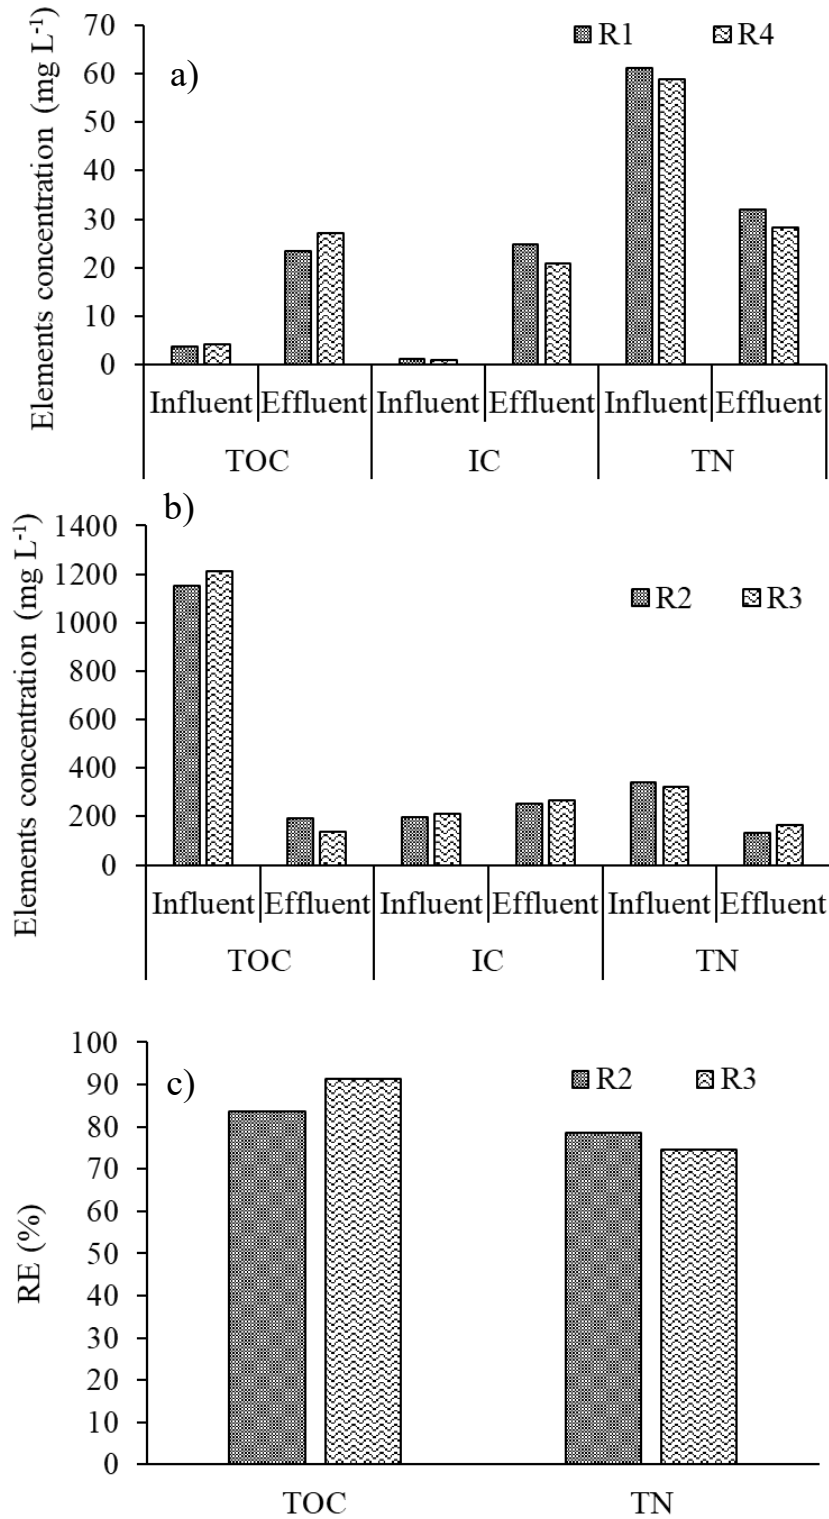 Elements concentration (mg L⁻¹)
70
60
50
40
30
20
10
0
a)
R1 R4
Influent Effluent Influent Effluent Influent Effluent
TOC IC TN
Elements concentration (mg L⁻¹)
1400
1200
1000
800
600
400
200
0
b)
R2 R3
Influent Effluent Influent Effluent Influent Effluent
TOC IC TN
RE (%)
100
90
80
70
60
50
40
30
20
10
0
c)
R2 R3
TOC TN